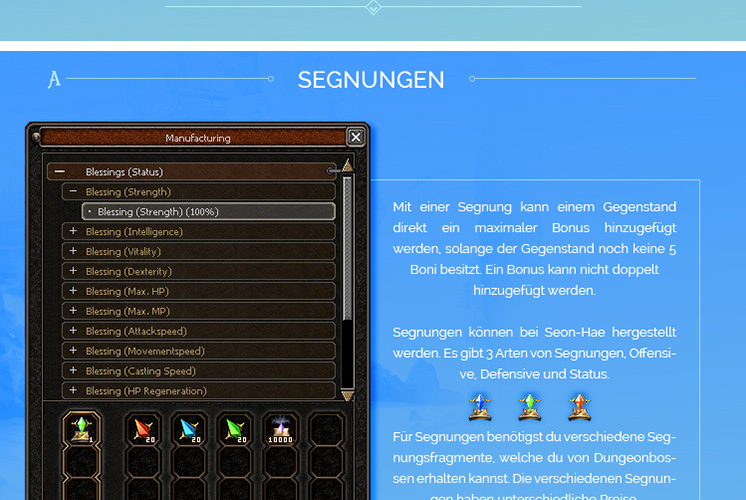 A
SEGNUNGEN
Manufacturing
Blessings (Status)
Blessing (Strength)
Blessing (Strength) (100%)
Blessing (Intelligence)
Blessing (Vitality)
Blessing (Dexterity)
Blessing (Max. HP)
Blessing (Max. MP)
Blessing (Attackspeed)
Blessing (Movementspeed)
Blessing (Casting Speed)
Blessing (HP Regeneration)
1 20 20 20 10000
Mit einer Segnung kann einem Gegenstand
direkt ein maximaler Bonus hinzugefügt
werden, solange der Gegenstand noch keine 5
Boni besitzt. Ein Bonus kann nicht doppelt
hinzugefügt werden.
Segnungen können bei Seon-Hae hergestellt
werden. Es gibt 3 Arten von Segnungen, Offensi-
ve, Defensive und Status.
Für Segnungen benötigst du verschiedene Seg-
nungsfragmente, welche du von Dungeonbos-
sen erhalten kannst. Die verschiedenen Segnun-
gen haben unterschiedliche Preise